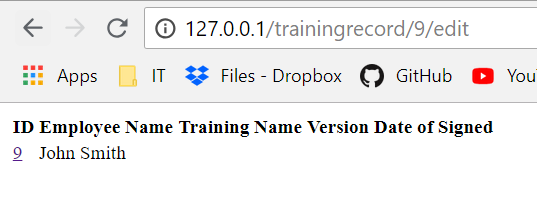 127.0.0.1/trainingrecord/9/edit
Apps IT Files - Dropbox GitHub You
ID Employee Name Training Name Version Date of Signed
9 John Smith